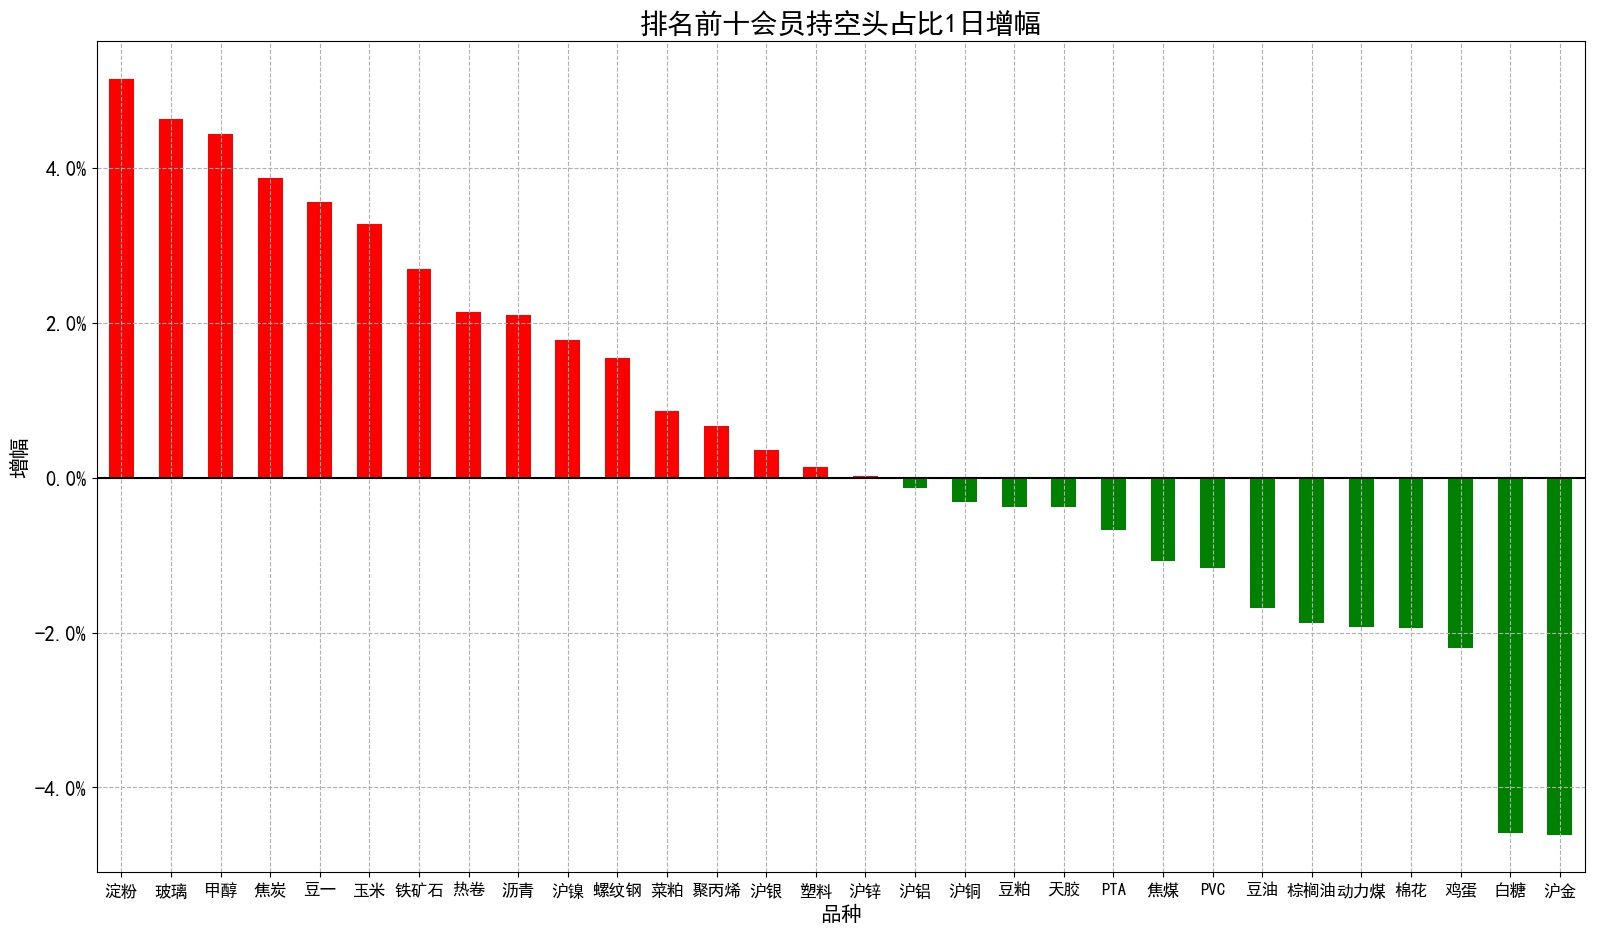 排名前十会员持空头占比1日增幅
增幅
4.0%
2.0%
0.0%
-2.0%
-4.0%
淀粉 玻璃 甲醇 焦炭 豆一 玉米 铁矿石 热卷 沥青 沪镍 螺纹钢 菜粕 聚丙烯 沪银 塑料 沪锌 沪铝 沪铜 豆粕 天胶 PTA 焦煤 PVC 豆油 棕榈油 动力煤 棉花 鸡蛋 白糖 沪金
品种